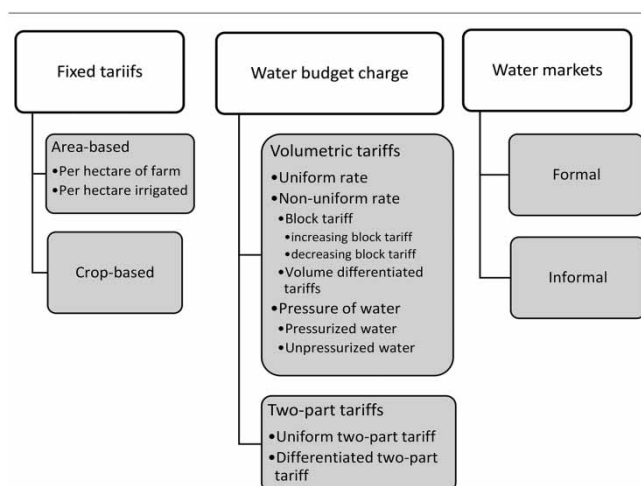 Fixed tariifs
Area-based
•Per hectare of farm
•Per hectare irrigated
Crop-based
Water budget charge
Volumetric tariffs
•Uniform rate
•Non-uniform rate
•Block tariff
•increasing block tariff
•decreasing block tariff
•Volume differentiated
tariffs
•Pressure of water
•Pressurized water
•Unpressurized water
Two-part tariffs
•Uniform two-part tariff
•Differentiated two-part
tariff
Water markets
Formal
Informal